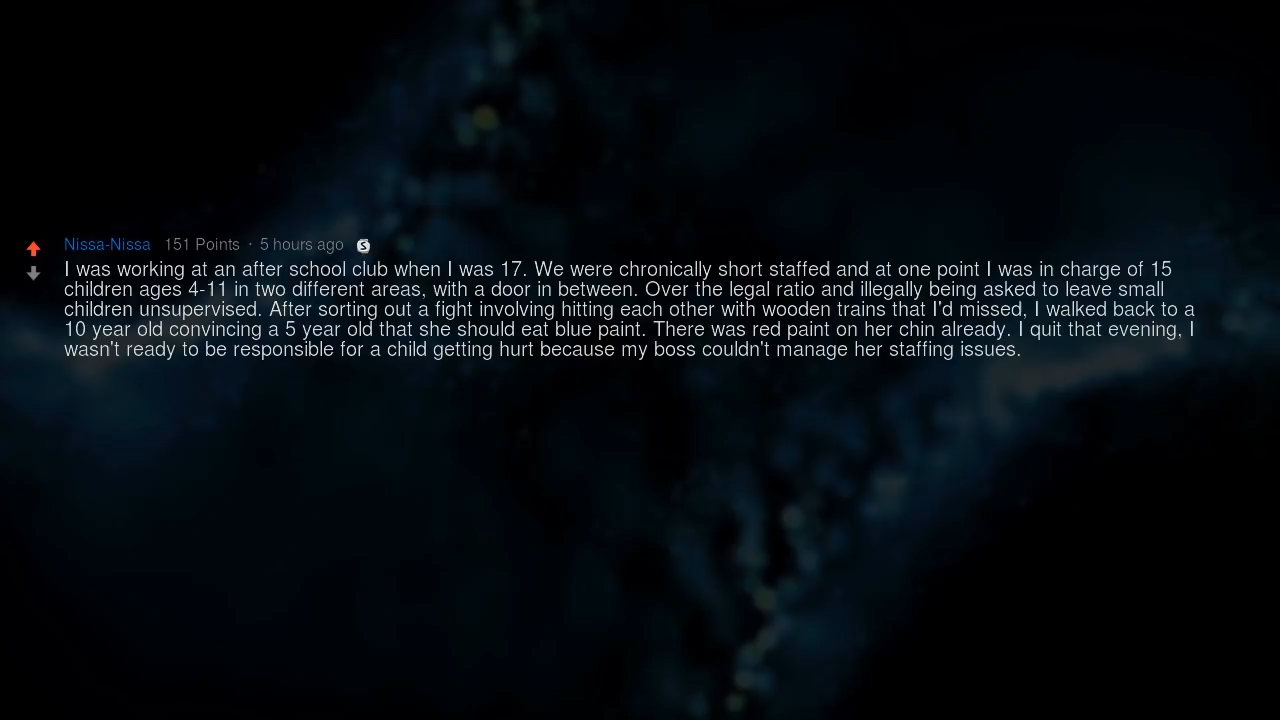 Nissa-Nissa 151 Points · 5 hours ago
I was working at an after school club when I was 17. We were chronically short staffed and at one point I was in charge of 15
children ages 4-11 in two different areas, with a door in between. Over the legal ratio and illegally being asked to leave small
children unsupervised. After sorting out a fight involving hitting each other with wooden trains that I'd missed, I walked back to a
10 year old convincing a 5 year old that she should eat blue paint. There was red paint on her chin already. I quit that evening, I
wasn't ready to be responsible for a child getting hurt because my boss couldn't manage her staffing issues.